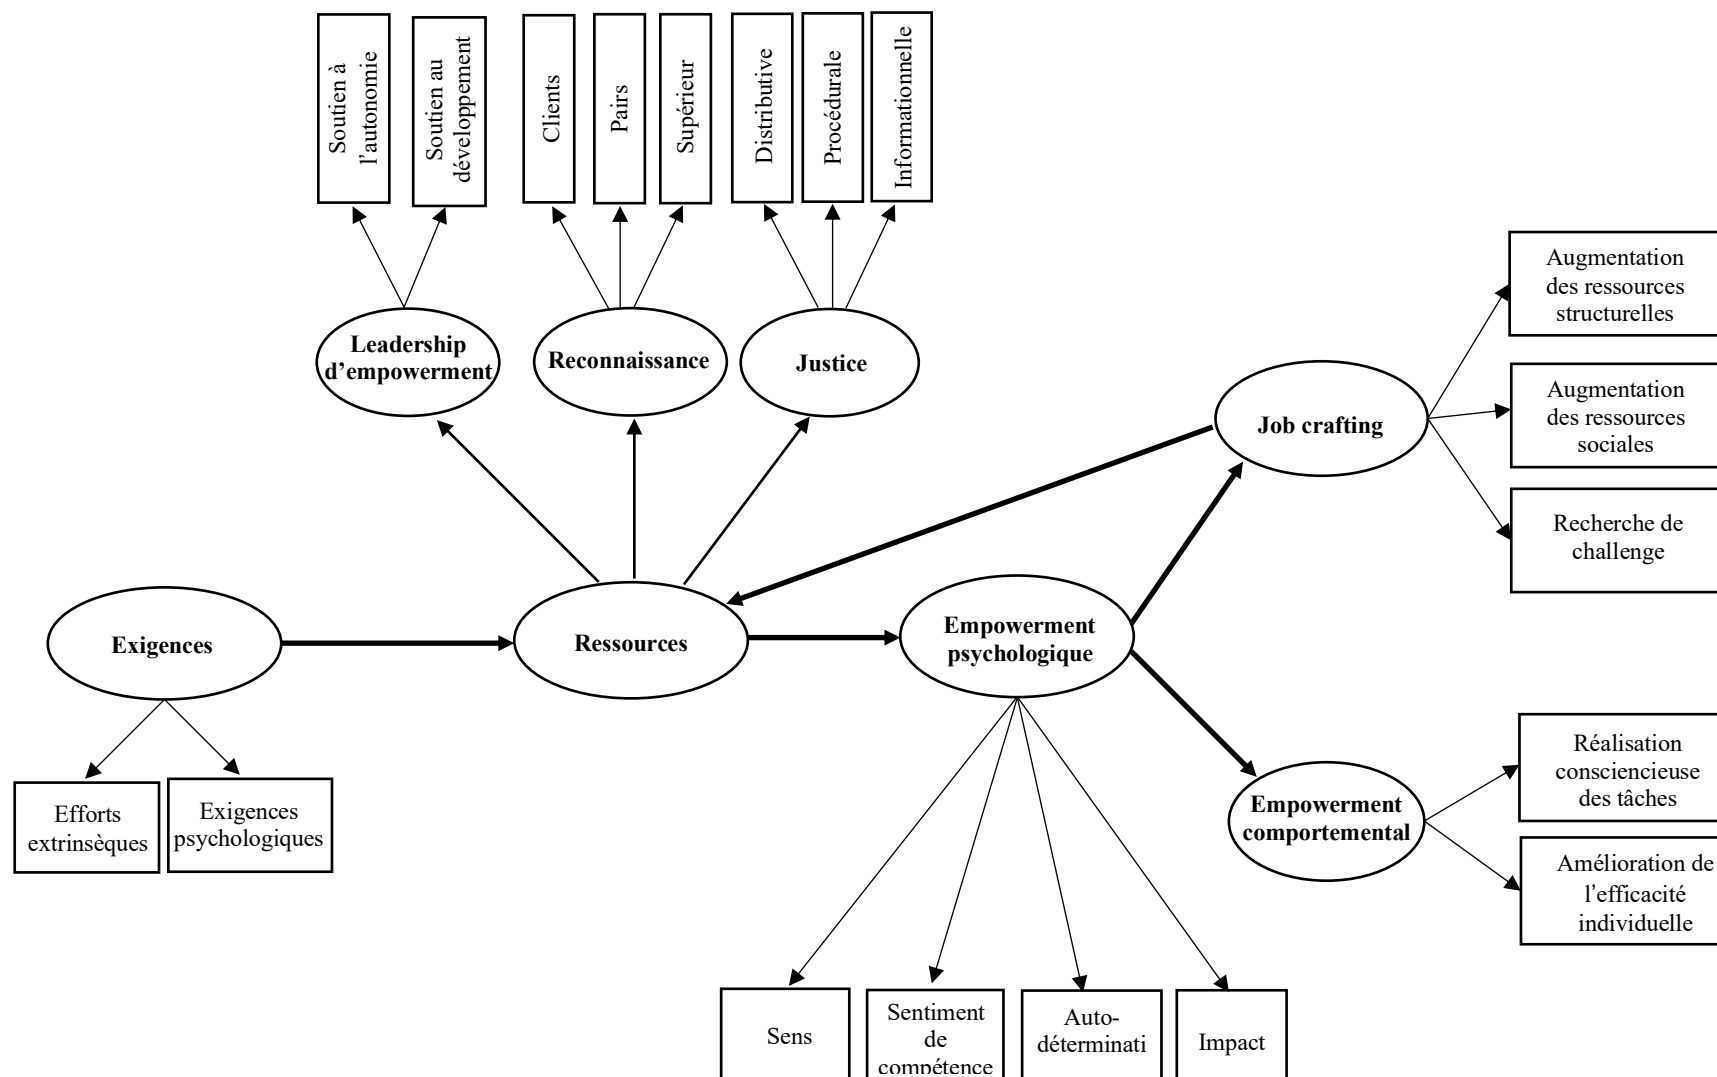 Soutien à
l'autonomie
Soutien au
développement
Clients
Pairs
Supérieur
Distributive
Procédurale
Informationnelle
Leadership
d’empowerment
Reconnaissance
Justice
Job crafting
Augmentation
des ressources
structurelles
Augmentation
des ressources
sociales
Recherche de
challenge
Exigences
Ressources
Empowerment
psychologique
Efforts
extrinsèques
Exigences
psychologiques
Empowerment
comportemental
Réalisation
consciencieuse
des tâches
Amélioration de
l'efficacité
individuelle
Sens
Sentiment
de
compétence
Auto-
déterminati
Impact